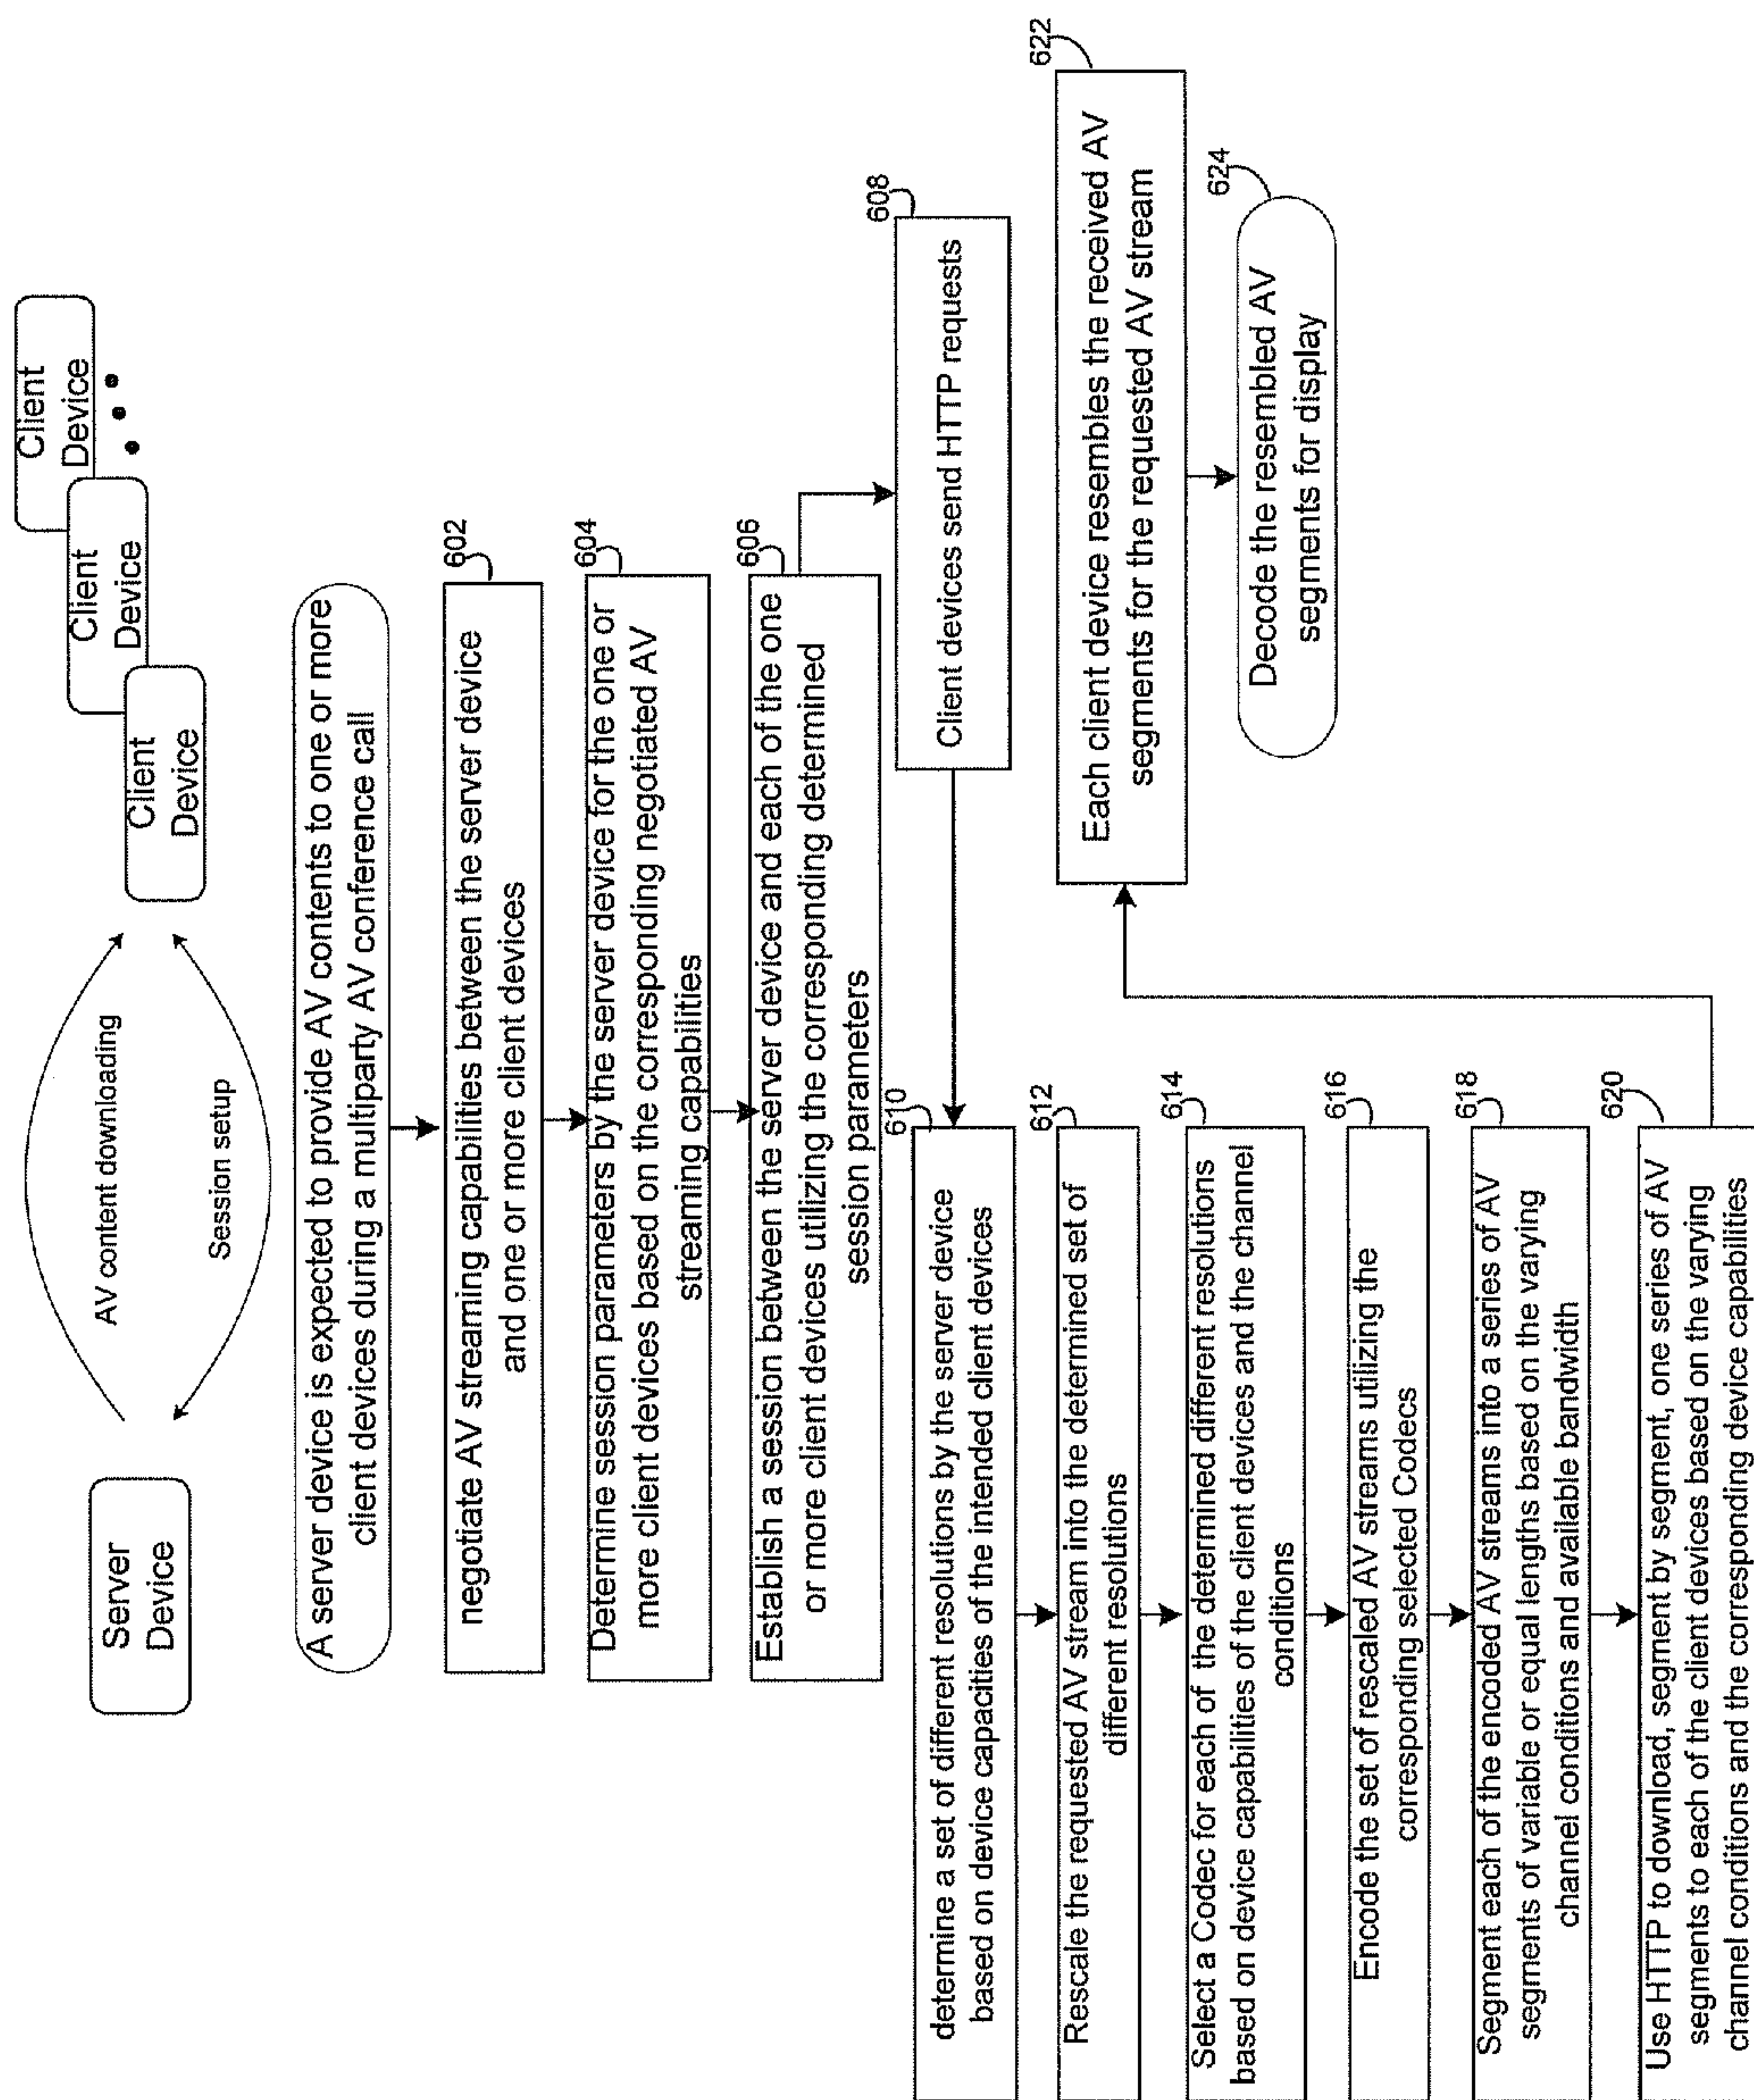 Server
Device
AV content downloading
Session setup
Client
Device
Client
Device
Client
Device
A server device is expected to provide AV contents to one or more
client devices during a multiparty AV conference call
602
negotiate AV streaming capabilities between the server device
and one or more client devices
604
Determine session parameters by the server device for the one or
more client devices based on the corresponding negotiated AV
streaming capabilities
606
Establish a session between the server device and each of the one
or more client devices utilizing the corresponding determined
session parameters
608
Client devices send HTTP requests
610
determine a set of different resolutions by the server device
based on device capacities of the intended client devices
612
Rescale the requested AV stream into the determined set of
different resolutions
614
Select a Codec for each of the determined different resolutions
based on device capabilities of the client devices and the channel
conditions
616
Encode the set of rescaled AV streams utilizing the
corresponding selected Codecs
618
Segment each of the encoded AV streams into a series of AV
segments of variable or equal lengths based on the varying
channel conditions and available bandwidth
620
Use HTTP to download, segment by segment, one series of AV
segments to each of the client devices based on the varying
channel conditions and the corresponding device capabilities
622
Each client device resembles the received AV
segments for the requested AV stream
624
Decode the resembled AV
segments for display